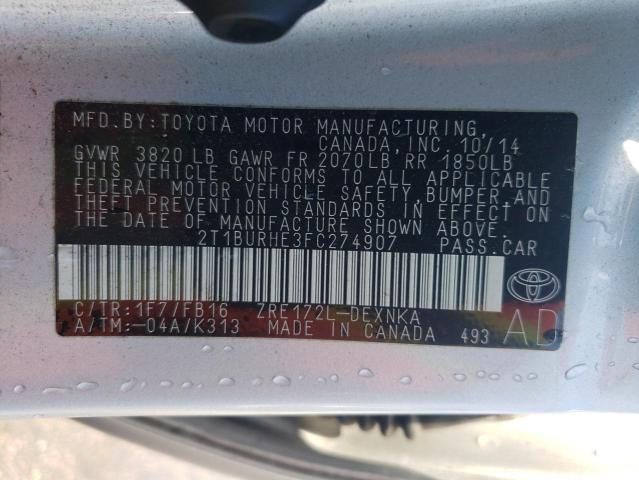 MFD.BY:TOYOTA MOTOR MANUFACTURING,
CANADA, INC.10/14
GVWR 3820 LB GAWR FR 2070LB RR 1850LB
THIS VEHICLE CONFORMS TO ALL APPLICABLE
FEDERAL MOTOR VEHICLE SAFETY,BUMPER,AND
THEFT PREVENTION STANDARDS IN EFFECT ON
THE DATE OF MANUFACTURE SHOWN ABOVE.
2T1BURHE3FC274907 PASS.CAR
C/TR:1F7/FB16 ZRE172L-DEXNKA
A/TM:-04A/K313 MADE IN CANADA 493 AD